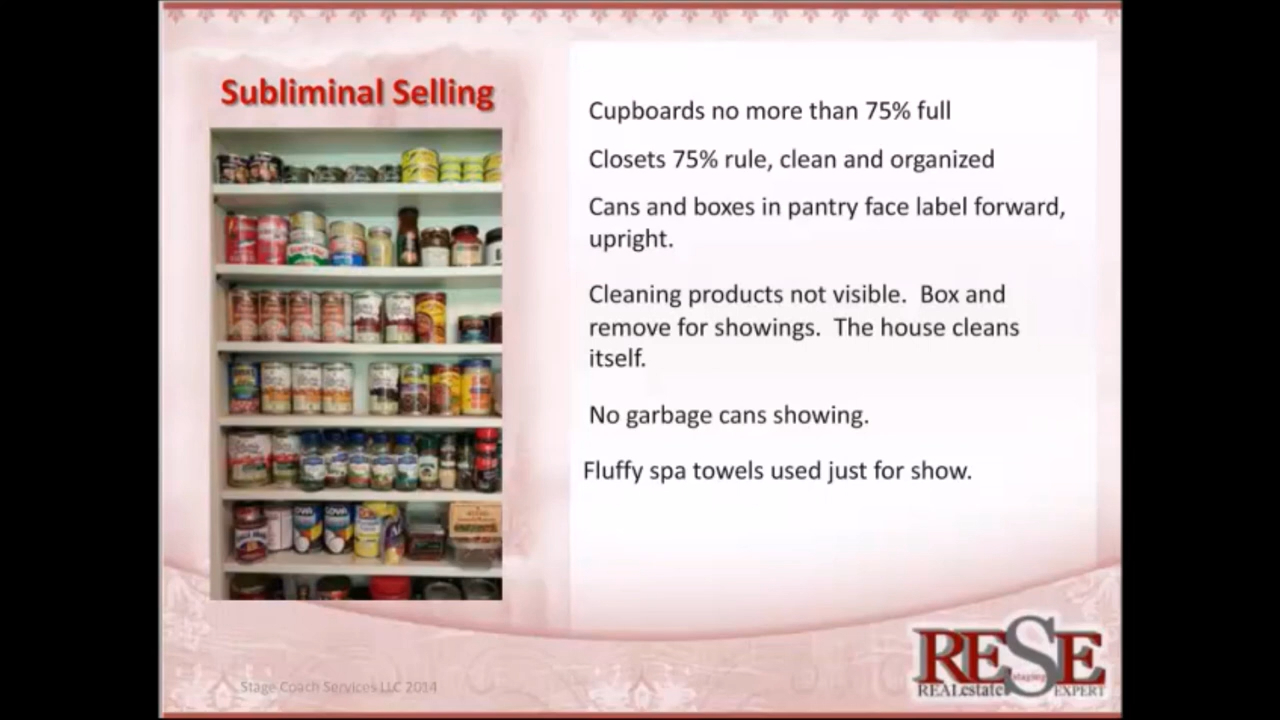 Subliminal Selling
Cupboards no more than 75% full
Closets 75% rule, clean and organized
Cans and boxes in pantry face label forward,
upright.
Cleaning products not visible.  Box and
remove for showings.  The house cleans
itself.
No garbage cans showing.
Fluffy spa towels used just for show.
Stage Coach Services LLC 2014
RESE
REALestate staging EXPERT